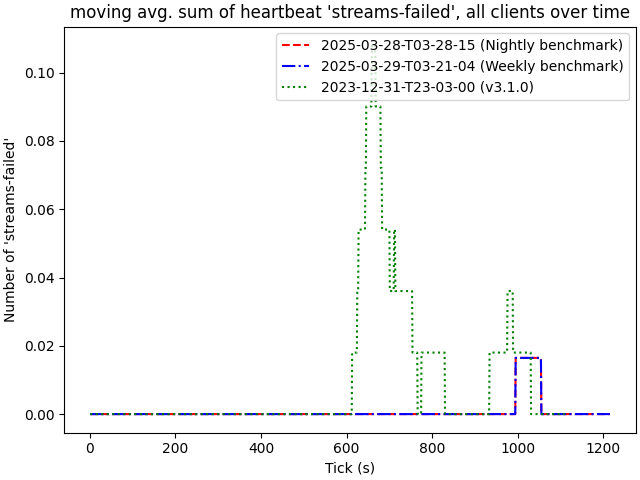 moving avg. sum of heartbeat 'streams-failed', all clients over time
2025-03-28-T03-28-15 (Nightly benchmark)
2025-03-29-T03-21-04 (Weekly benchmark)
2023-12-31-T23-03-00 (v3.1.0)
Number of 'streams-failed'
0.10
0.08
0.06
0.04
0.02
0.00
0 200 400 600 800 1000 1200
Tick (s)